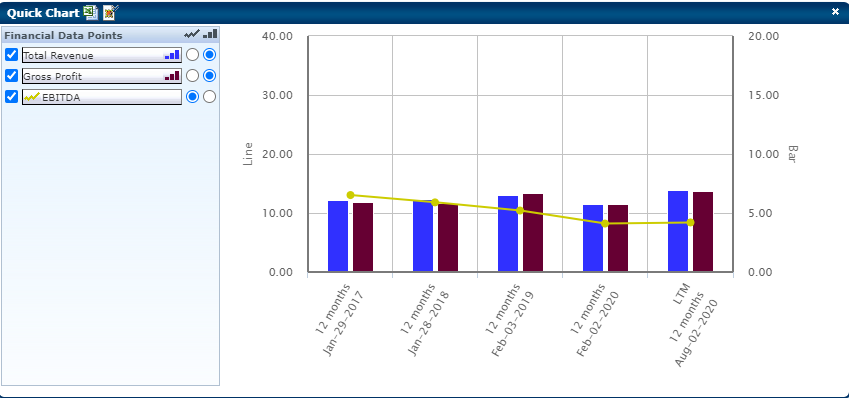 Quick Chart
Financial Data Points
Total Revenue
Gross Profit
EBITDA
40.00
30.00
20.00
10.00
0.00
Line
20.00
15.00
10.00
5.00
0.00
Bar
12 months
Jan-29-2017
12 months
Jan-28-2018
12 months
Feb-03-2019
12 months
Feb-02-2020
LTM
12 months
Aug-02-2020